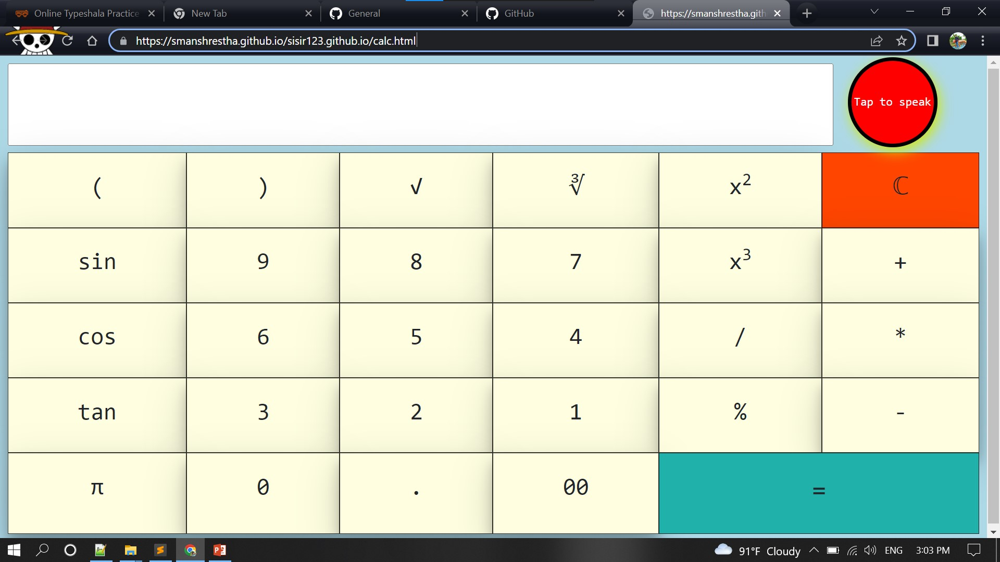 Online Typeshala Practice
New Tab
General
GitHub
https://smanshrestha.gith
https://smanshrestha.github.io/sisir123.github.io/calc.html
Tap to speak
( ) √ ∛ x² ℂ
sin 9 8 7 x³ +
cos 6 5 4 / *
tan 3 2 1 % -
π 0 . 00 =
91°F Cloudy ENG 3:03 PM